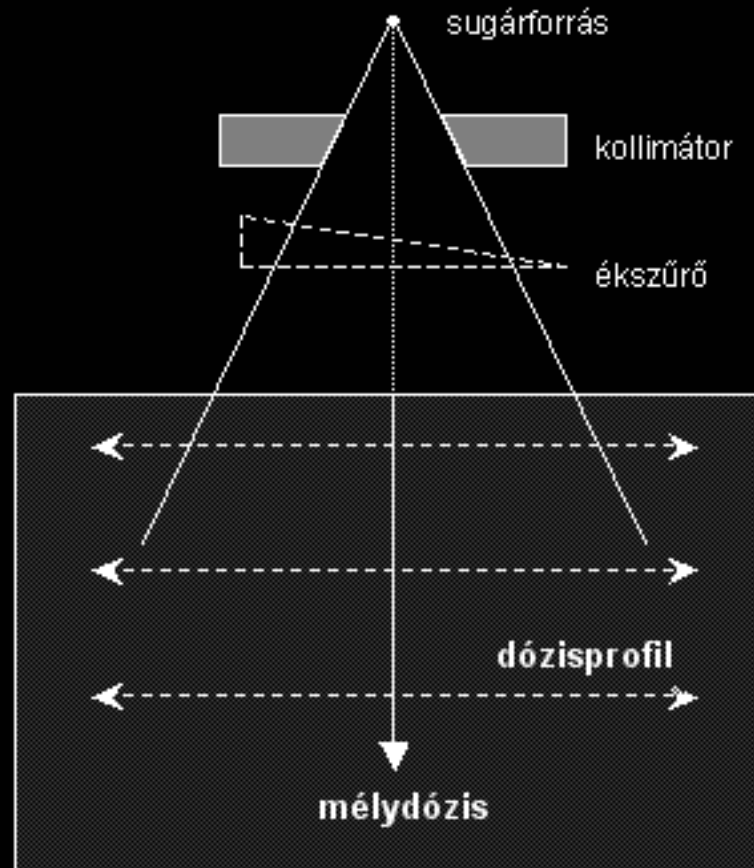 sugárforrás
kollimátor
ékszűrő
dózisprofil
mélydózis